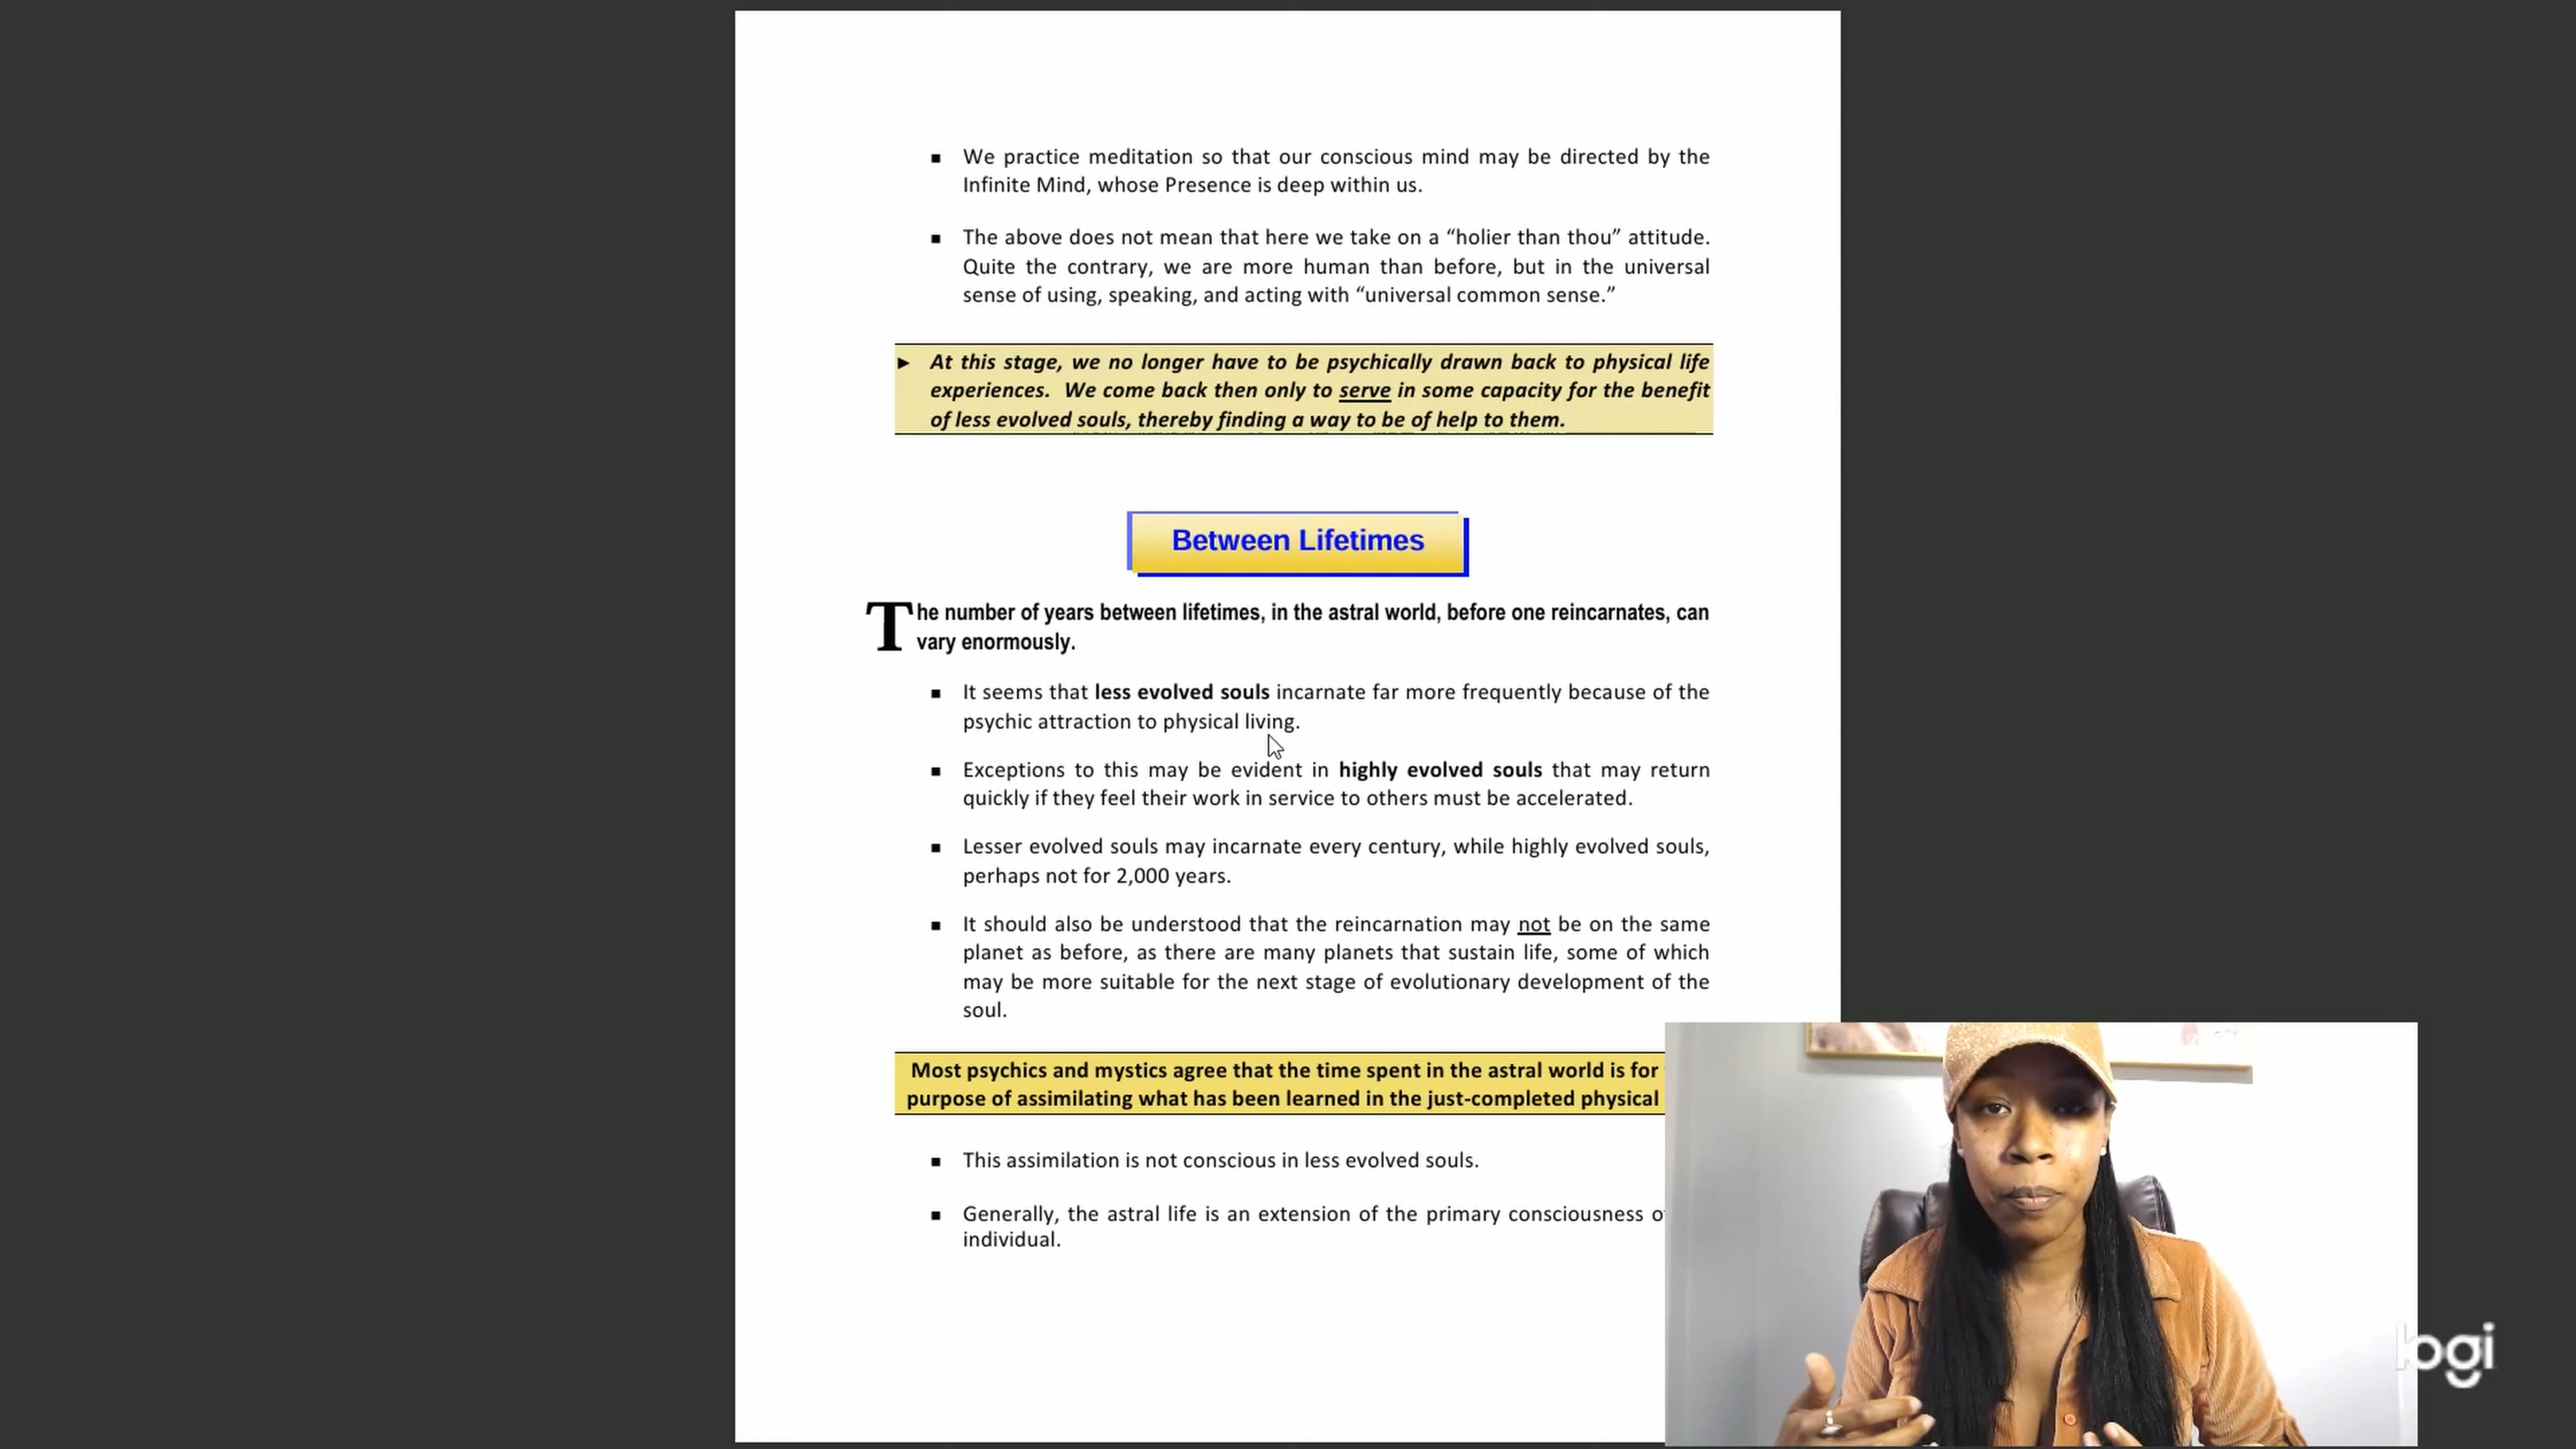 ▪ We practice meditation so that our conscious mind may be directed by the
Infinite Mind, whose Presence is deep within us.
▪ The above does not mean that here we take on a “holier than thou” attitude.
Quite the contrary, we are more human than before, but in the universal
sense of using, speaking, and acting with “universal common sense.”
► At this stage, we no longer have to be psychically drawn back to physical life
experiences. We come back then only to serve in some capacity for the benefit
of less evolved souls, thereby finding a way to be of help to them.
Between Lifetimes
The number of years between lifetimes, in the astral world, before one reincarnates, can
vary enormously.
▪ It seems that less evolved souls incarnate far more frequently because of the
psychic attraction to physical living.
▪ Exceptions to this may be evident in highly evolved souls that may return
quickly if they feel their work in service to others must be accelerated.
▪ Lesser evolved souls may incarnate every century, while highly evolved souls,
perhaps not for 2,000 years.
▪ It should also be understood that the reincarnation may not be on the same
planet as before, as there are many planets that sustain life, some of which
may be more suitable for the next stage of evolutionary development of the
soul.
Most psychics and mystics agree that the time spent in the astral world is for
purpose of assimilating what has been learned in the just-completed physical
▪ This assimilation is not conscious in less evolved souls.
▪ Generally, the astral life is an extension of the primary consciousness
individual.
logi